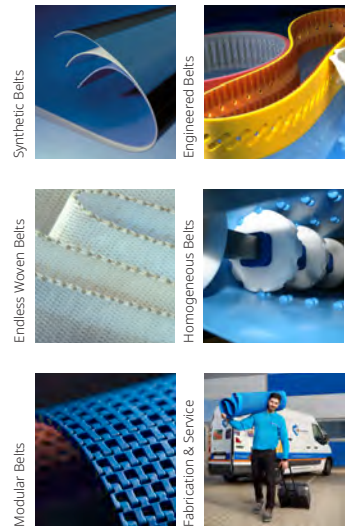 Synthetic Belts
Engineered Belts
Endless Woven Belts
Homogeneous Belts
Modular Belts
Fabrication & Service